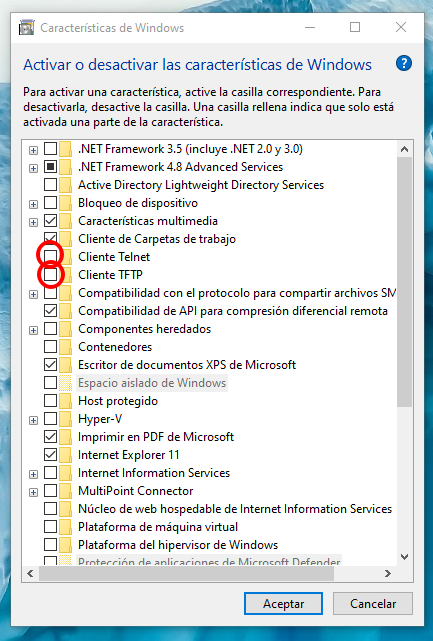 Características de Windows
Activar o desactivar las características de Windows
Para activar una característica, active la casilla correspondiente. Para
desactivarla, desactive la casilla. Una casilla rellena indica que solo está
activada una parte de la característica.
.NET Framework 3.5 (incluye .NET 2.0 y 3.0)
.NET Framework 4.8 Advanced Services
Active Directory Lightweight Directory Services
Bloqueo de dispositivo
Características multimedia
Cliente de Carpetas de trabajo
Cliente Telnet
Cliente TFTP
Compatibilidad con el protocolo para compartir archivos SM
Compatibilidad de API para compresión diferencial remota
Componentes heredados
Contenedores
Escritor de documentos XPS de Microsoft
Espacio aislado de Windows
Host protegido
Hyper-V
Imprimir en PDF de Microsoft
Internet Explorer 11
Internet Information Services
MultiPoint Connector
Núcleo de web hospedable de Internet Information Services
Plataforma de máquina virtual
Plataforma del hipervisor de Windows
Protección de aplicaciones de Microsoft Defender
Aceptar
Cancelar